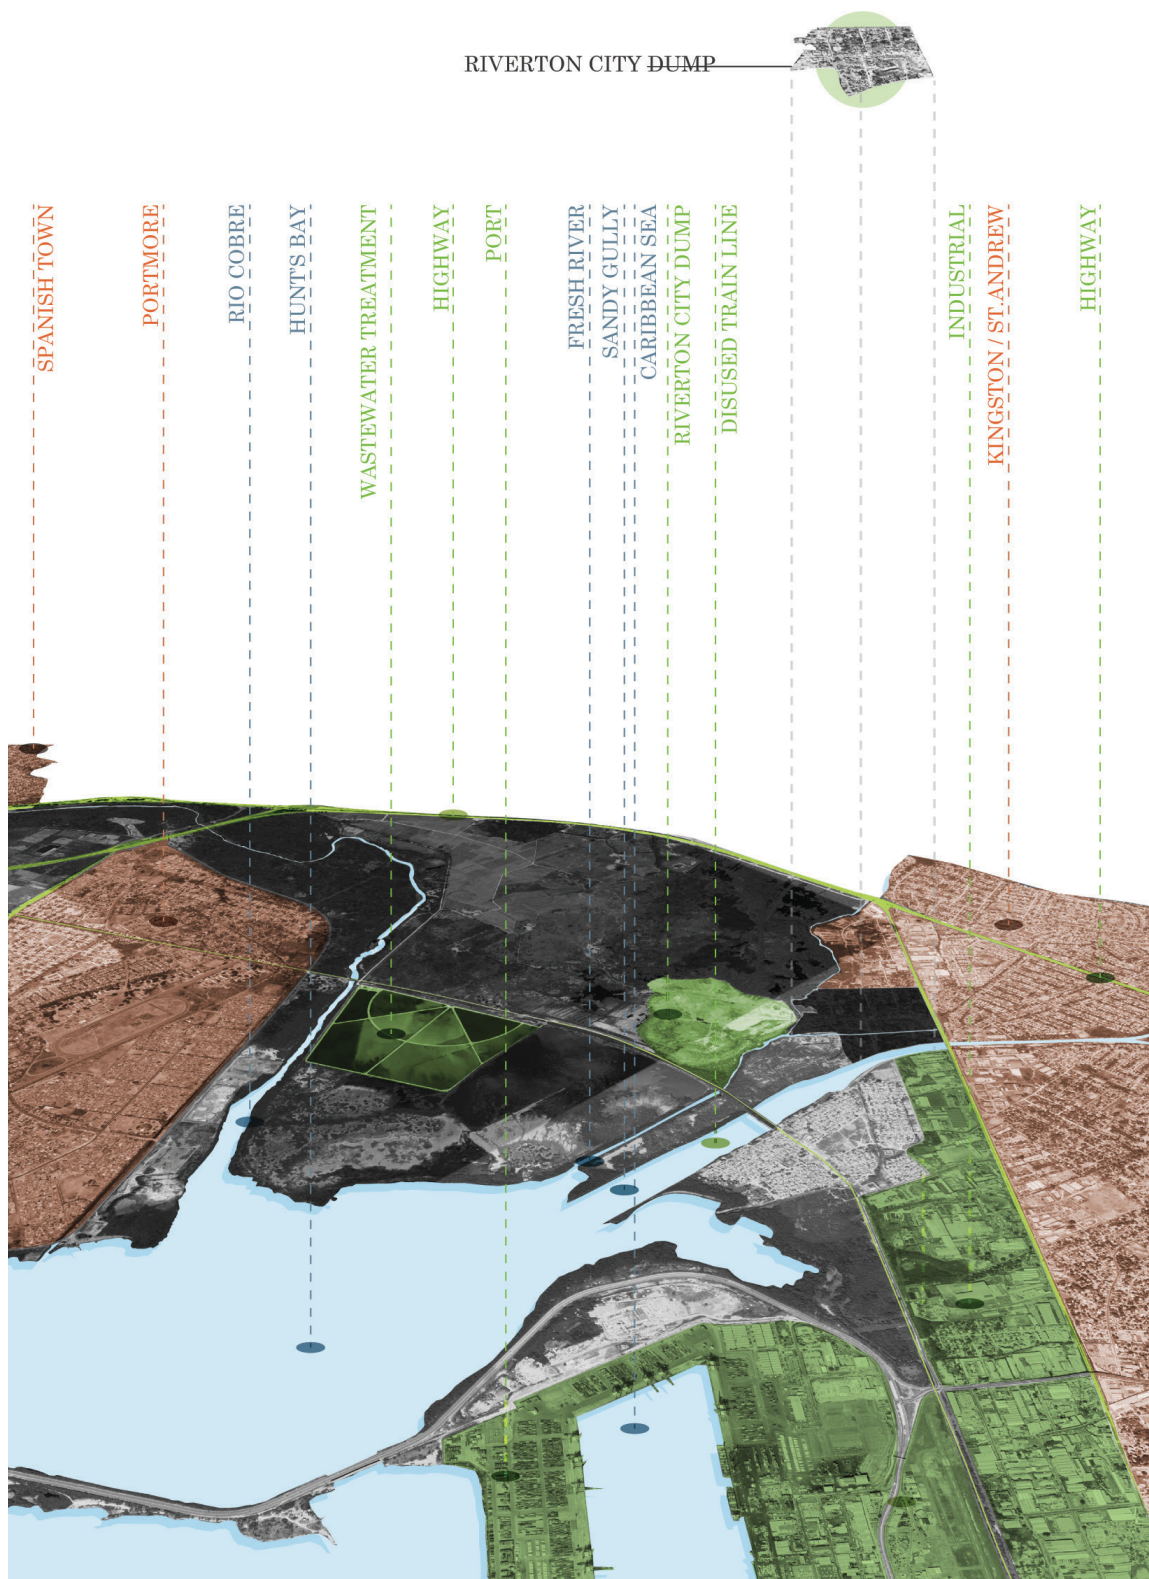 RIVERTON CITY DUMP
SPANISH TOWN
PORTMORE
RIO COBRE
HUNT'S BAY
WASTEWATER TREATMENT
HIGHWAY
PORT
FRESH RIVER
SANDY GULLY
CARIBBEAN SEA
RIVERTON CITY DUMP
DISUSED TRAIN LINE
INDUSTRIAL
KINGSTON / ST.ANDREW
HIGHWAY